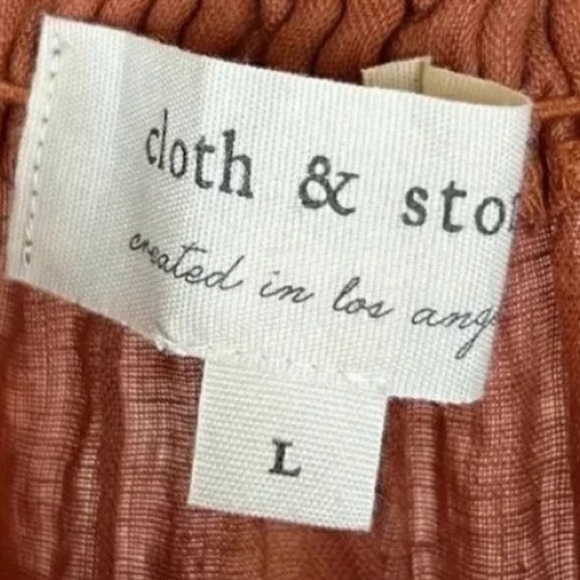 cloth & sto
created in los ang
L